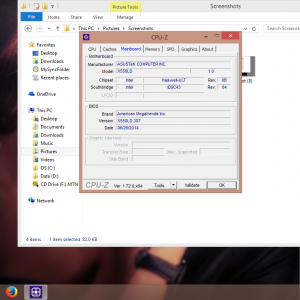 Picture Tools
Screenshots
File
Home
Share
View
Manage
This PC
Pictures
Screenshots
Favorites
Desktop
Downloads
MySyncFolder
Recent places
This PC
Desktop
Documents
Downloads
Music
Pictures
Videos
OS (C:)
Data (D:)
CD Drive (F:) MTN
Network
4 items
1 item selected 82.0 KB
CPU-Z
CPU
Caches
Mainboard
Memory
SPD
Graphics
About
Motherboard
Manufacturer
ASUSTeK COMPUTER INC.
Model
X550LD
1.0
Chipset
Intel
Haswell-ULT
Rev.
0B
Southbridge
Intel
ID9C43
Rev.
04
LPCIO
BIOS
Brand
American Megatrends Inc.
Version
X550LD.307
Date
06/20/2014
Graphic Interface
Version
Transfer Rate
Max. Supported
Side Band
CPU-Z
Ver. 1.72.0.x64
Tools
Validate
OK